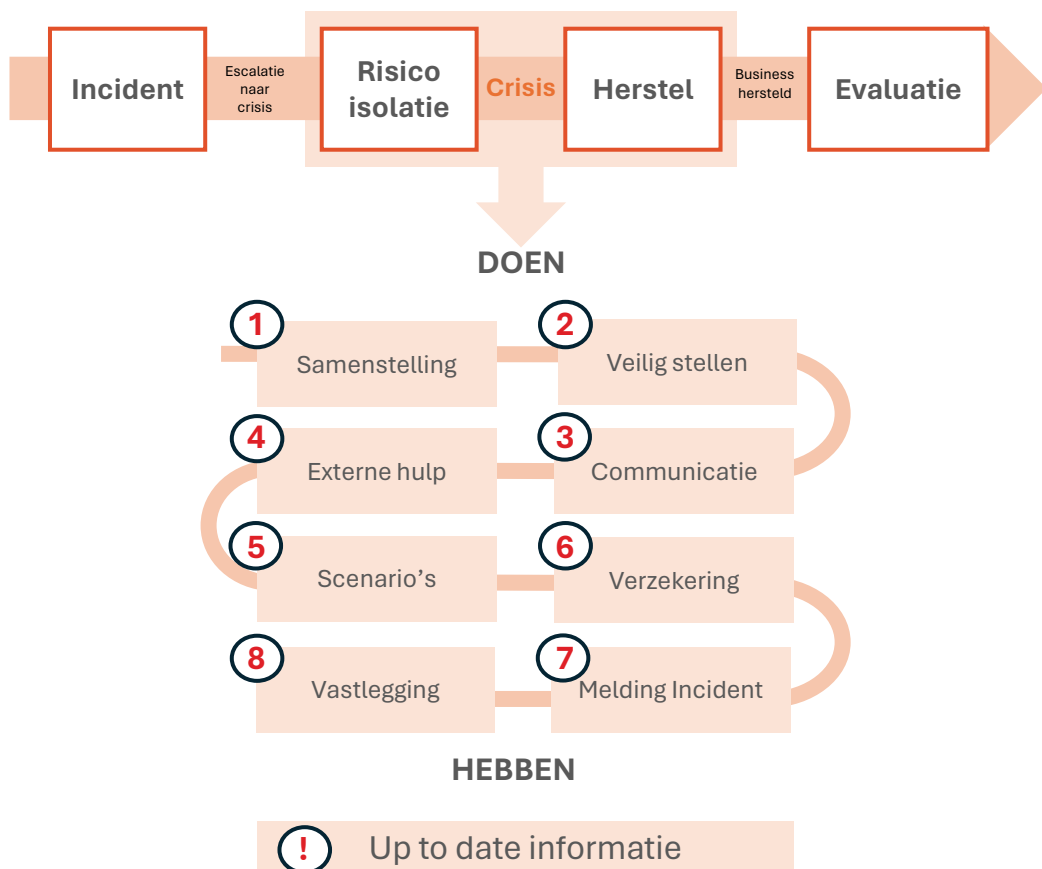 Incident
Escalatie
naar
crisis
Risico
isolatie
Crisis
Herstel
Business
hersteld
Evaluatie
DOEN
1
Samenstelling
2
Veilig stellen
3
Communicatie
4
Externe hulp
5
Scenario's
6
Verzekering
7
Melding Incident
8
Vastlegging
HEBBEN
!
Up to date informatie